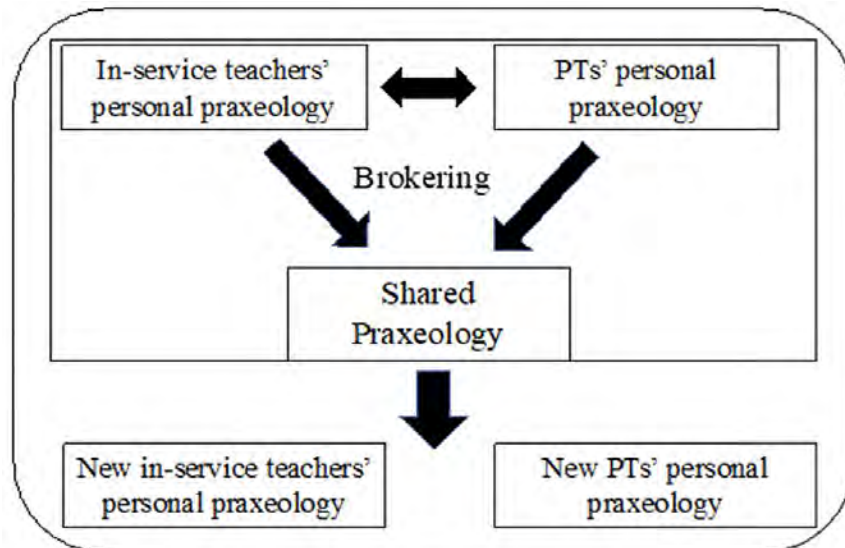 In-service teachers’
personal praxeology
PTs’ personal
praxeology
Brokering
Shared
Praxeology
New in-service teachers’
personal praxeology
New PTs’ personal
praxeology